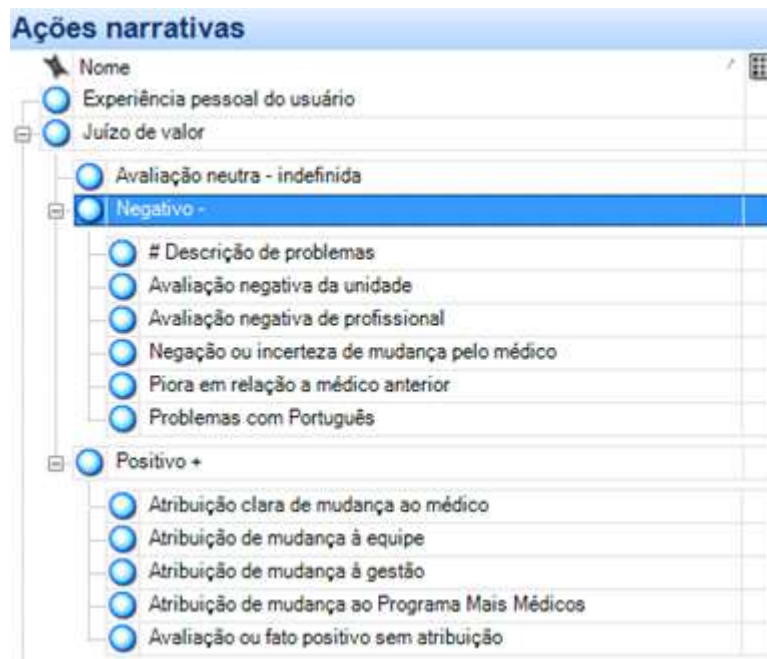 Ações narrativas
Nome
Experiência pessoal do usuário
Juízo de valor
Avaliação neutra - indefinida
Negativo -
# Descrição de problemas
Avaliação negativa da unidade
Avaliação negativa de profissional
Negação ou incerteza de mudança pelo médico
Piora em relação a médico anterior
Problemas com Português
Positivo +
Atribuição clara de mudança ao médico
Atribuição de mudança à equipe
Atribuição de mudança à gestão
Atribuição de mudança ao Programa Mais Médicos
Avaliação ou fato positivo sem atribuição